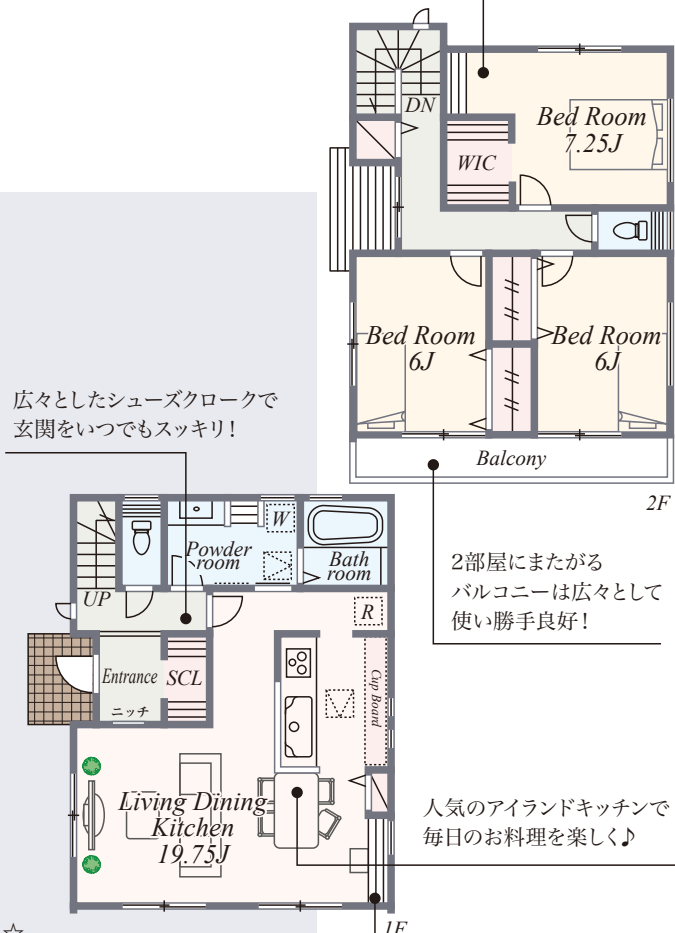 DN
Bed Room
7.25J
WIC
Bed Room
6J
Bed Room
6J
Balcony
2F
広々としたシューズクロークで
玄関をいつでもスッキリ!
2部屋にまたがる
バルコニーは広々として
使い勝手良好!
UP
Powder
room
W
Bath
room
R
Entrance
SCL
ニッチ
Cup Board
Living Dining
Kitchen
19.75J
人気のアイランドキッチンで
毎日のお料理を楽しく♪
1F
☆